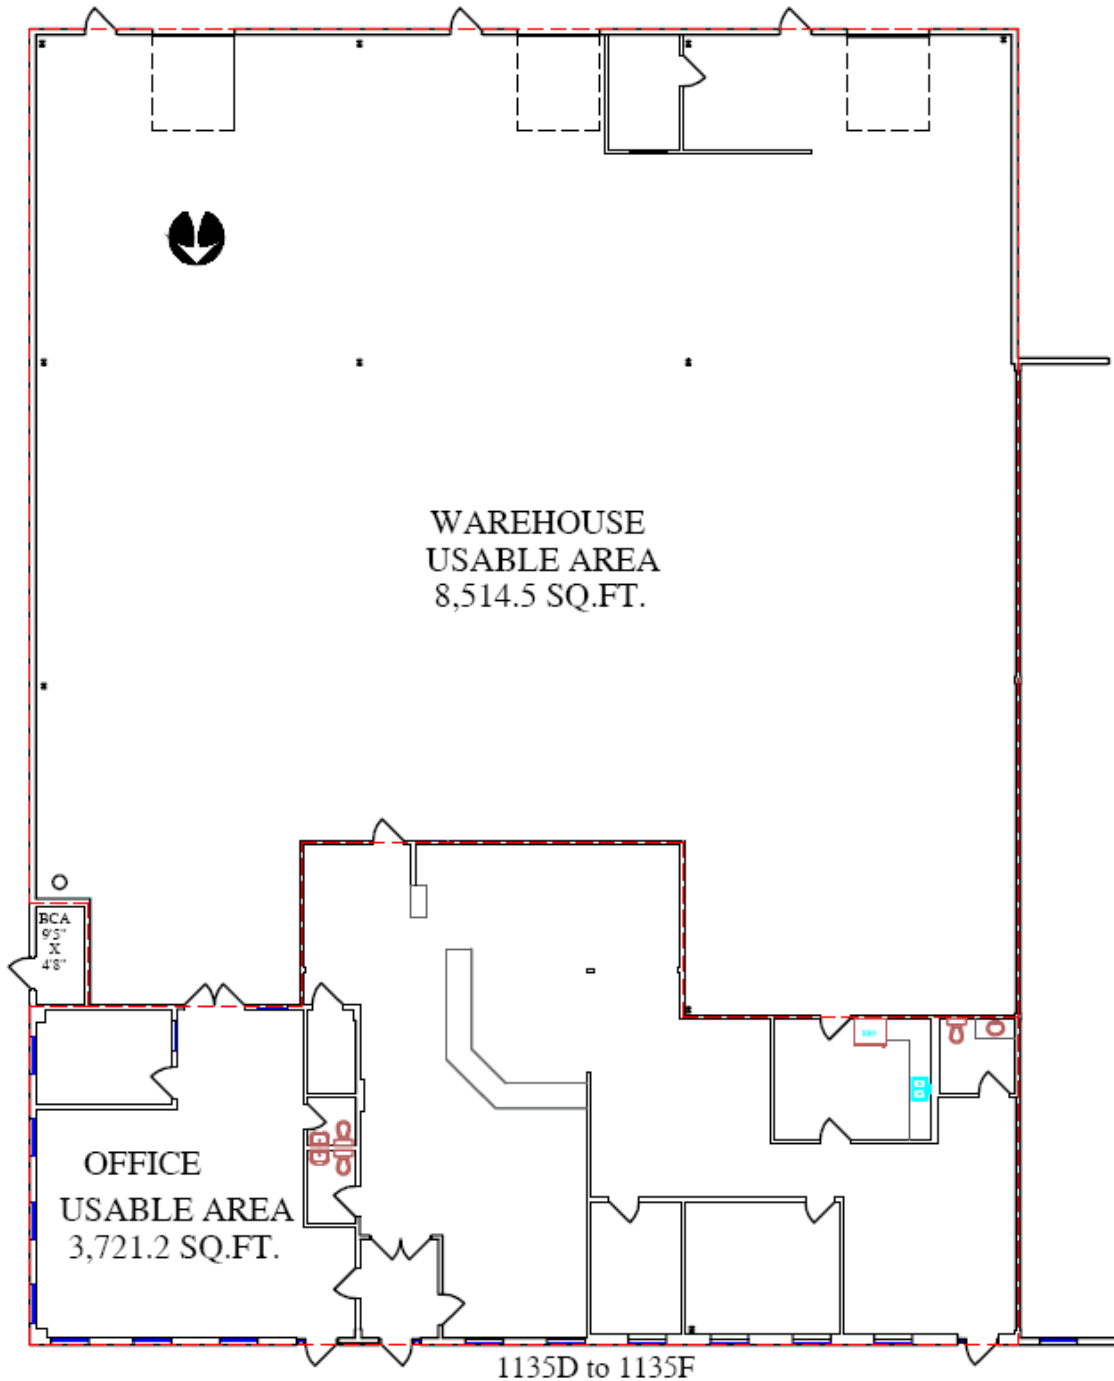 WAREHOUSE
USABLE AREA
8,514.5 SQ.FT.
BCA
9'5"
X
4'8"
OFFICE
USABLE AREA
3,721.2 SQ.FT.
1135D to 1135F